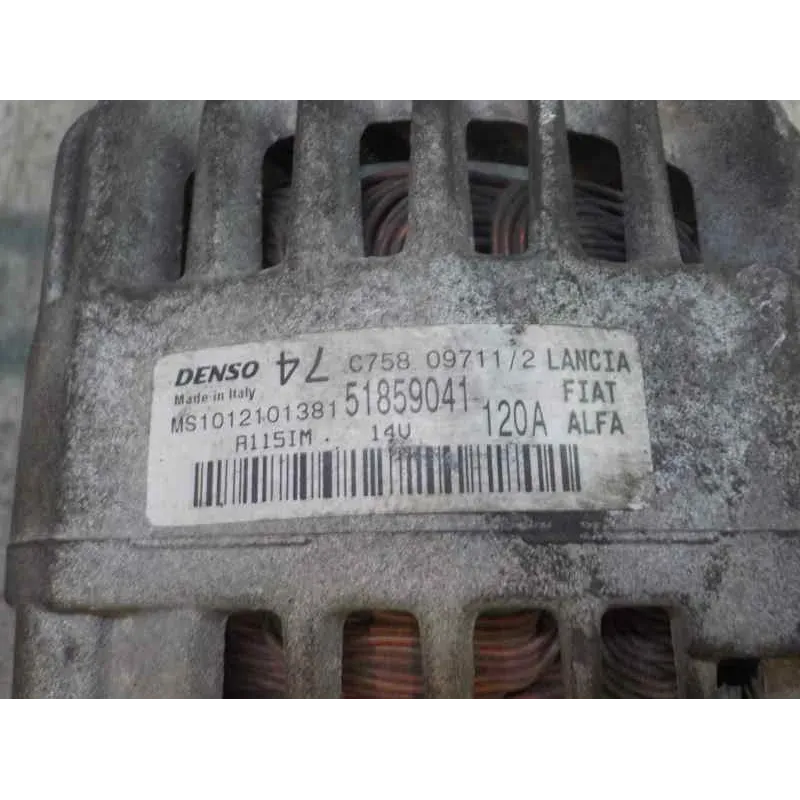 DENSO 74 C758 09711/2 LANCIA
Made in Italy 51859041 FIAT
MS1012101381 120A ALFA
A115IM. 14V